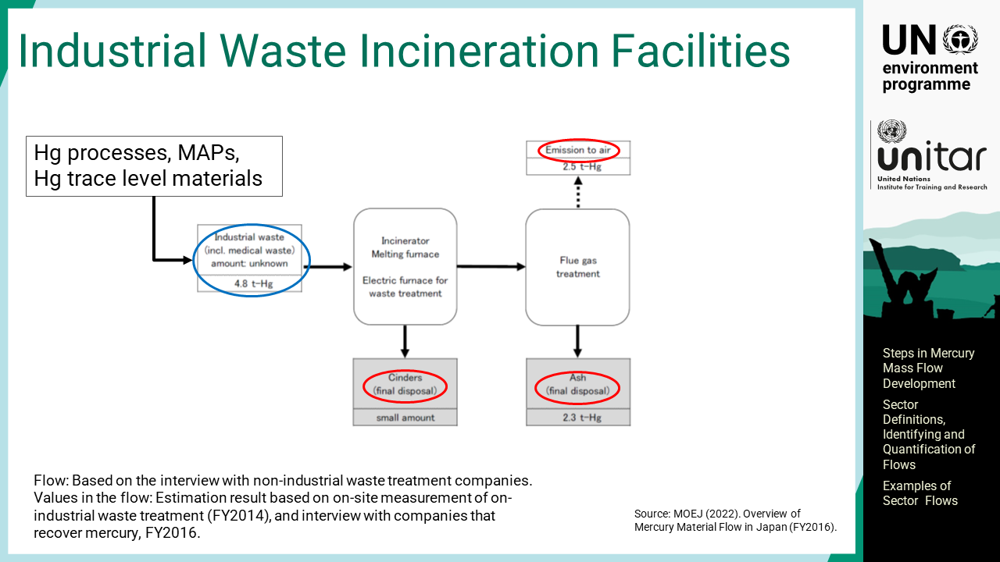 Industrial Waste Incineration Facilities
Hg processes, MAPs,
Hg trace level materials
Industrial waste
(incl. medical waste)
amount: unknown
4.8 t-Hg
Incinerator
Melting furnace
Electric furnace for
waste treatment
Emission to air
2.5 t-Hg
Flue gas
treatment
Cinders
(final disposal)
small amount
Ash
(final disposal)
2.3 t-Hg
Flow: Based on the interview with non-industrial waste treatment companies.
Values in the flow: Estimation result based on on-site measurement of on-
industrial waste treatment (FY2014), and interview with companies that
recover mercury, FY2016.
Source: MOEJ (2022). Overview of
Mercury Material Flow in Japan (FY2016).
UN
environment
programme
unitar
United Nations
Institute for Training and Research
Steps in Mercury
Mass Flow
Development
Sector
Definitions,
Identifying and
Quantification of
Flows
Examples of
Sector Flows